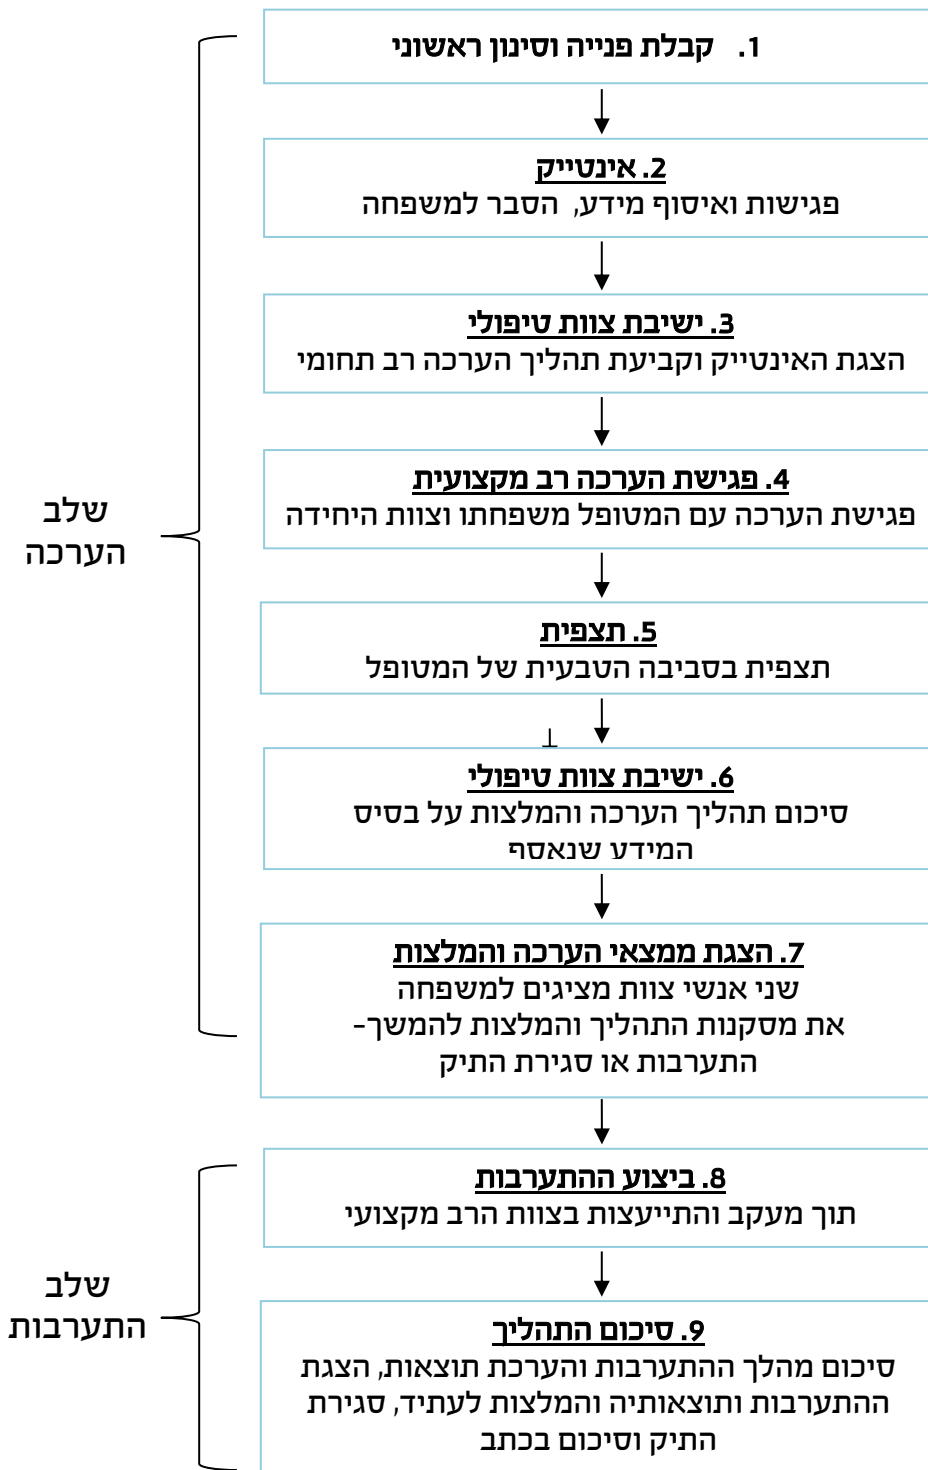 1. קבלת פנייה וסינון ראשוני
2. אינטייק
פגישות ואיסוף מידע, הסבר למשפחה
3. ישיבת צוות טיפולי
הצגת האינטייק וקביעת תהליך הערכה רב תחומי
4. פגישת הערכה רב מקצועית
פגישת הערכה עם המטופל משפחתו וצוות היחידה
שלב
הערכה
5. תצפית
תצפית בסביבה הטבעית של המטופל
6. ישיבת צוות טיפולי
סיכום תהליך הערכה והמלצות על בסיס
המידע שנאסף
7. הצגת ממצאי הערכה והמלצות
שני אנשי צוות מציגים למשפחה
את מסקנות התהליך והמלצות להמשך-
התערבות או סגירת התיק
8. ביצוע ההתערבות
תוך מעקב והתייעצות בצוות הרב מקצועי
שלב
התערבות
9. סיכום התהליך
סיכום מהלך ההתערבות והערכת תוצאות, הצגת
ההתערבות ותוצאותיה והמלצות לעתיד, סגירת
התיק וסיכום בכתב